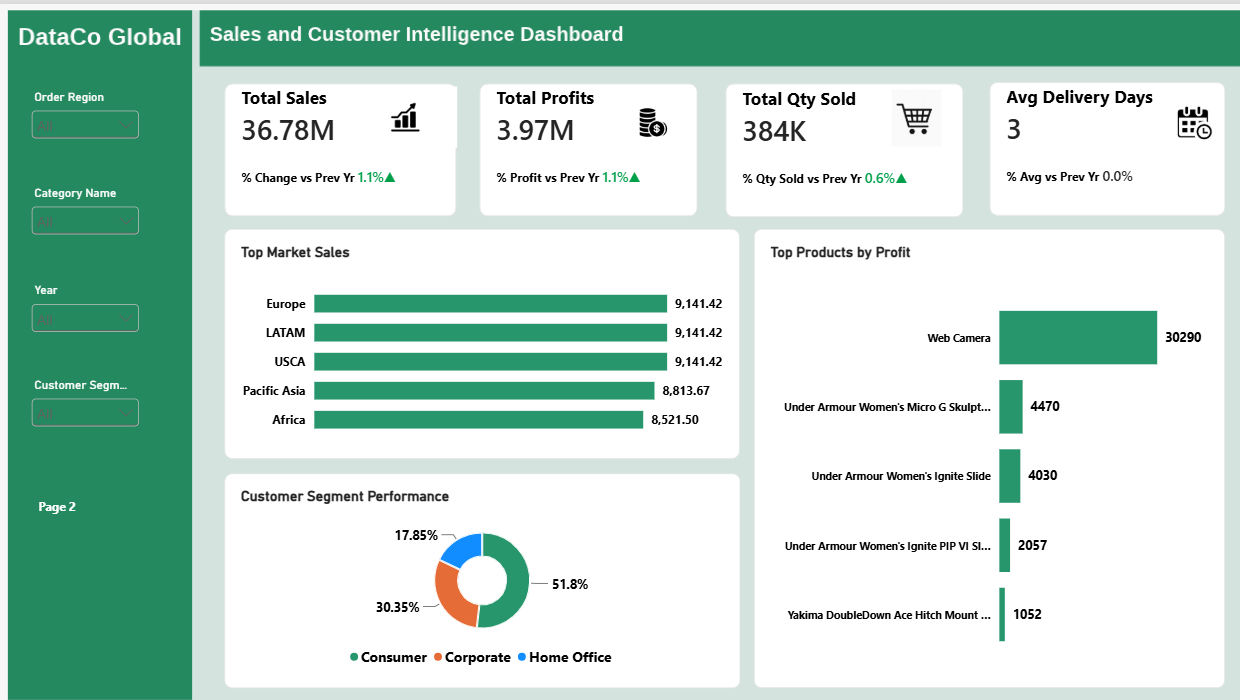 DataCo Global
Sales and Customer Intelligence Dashboard
Order Region
All
Category Name
All
Year
All
Customer Segm...
All
Page 2
Total Sales
36.78M
% Change vs Prev Yr 1.1%▲
Total Profits
3.97M
% Profit vs Prev Yr 1.1%▲
Total Qty Sold
384K
% Qty Sold vs Prev Yr 0.6%▲
Avg Delivery Days
3
% Avg vs Prev Yr 0.0%
Top Market Sales
Europe 9,141.42
LATAM 9,141.42
USCA 9,141.42
Pacific Asia 8,813.67
Africa 8,521.50
Customer Segment Performance
17.85%
51.8%
30.35%
Consumer Corporate Home Office
Top Products by Profit
Web Camera 30290
Under Armour Women's Micro G Skulpt... 4470
Under Armour Women's Ignite Slide 4030
Under Armour Women's Ignite PIP VI Sl... 2057
Yakima DoubleDown Ace Hitch Mount ... 1052